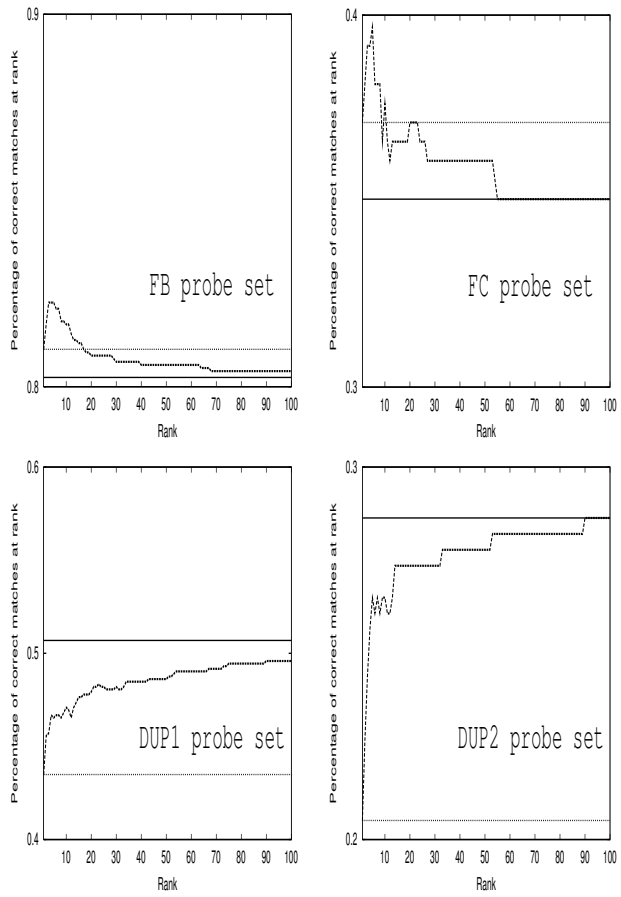 0.9
Percentage of correct matches at rank
FB probe set
0.8
10 20 30 40 50 60 70 80 90 100
Rank
0.4
Percentage of correct matches at rank
FC probe set
0.3
10 20 30 40 50 60 70 80 90 100
Rank
0.6
Percentage of correct matches at rank
0.5
DUP1 probe set
0.4
10 20 30 40 50 60 70 80 90 100
Rank
0.3
Percentage of correct matches at rank
DUP2 probe set
0.2
10 20 30 40 50 60 70 80 90 100
Rank